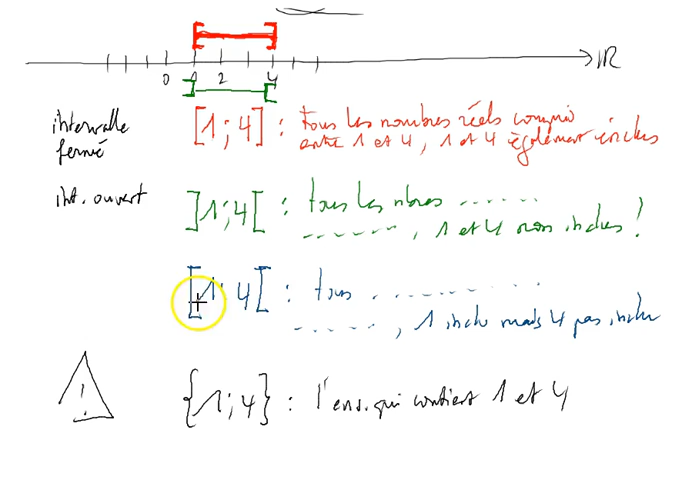 ℝ
0 1 2 4
intervalle
fermé
[1;4] : tous les nombres réels compris
entre 1 et 4, 1 et 4 également inclus
int. ouvert
]1;4[ : tous les nbres ........
........, 1 et 4 non inclus !
[1;4[ : tous ..............
........, 1 inclu mais 4 pas inclu
!
{1;4} : l'ens. qui contient 1 et 4